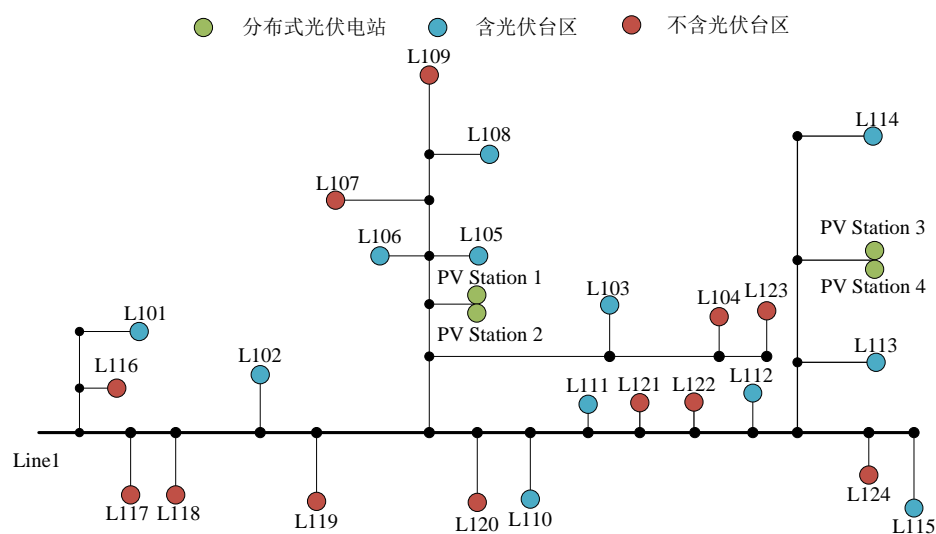 分布式光伏电站 含光伏台区 不含光伏台区
L109
L108
L114
L107
L106 L105
PV Station 3
PV Station 1
PV Station 4
L103 L104 L123
L101
PV Station 2
L116
L102
L113
L111 L121 L122 L112
Line1
L117 L118 L119 L120 L110 L124 L115